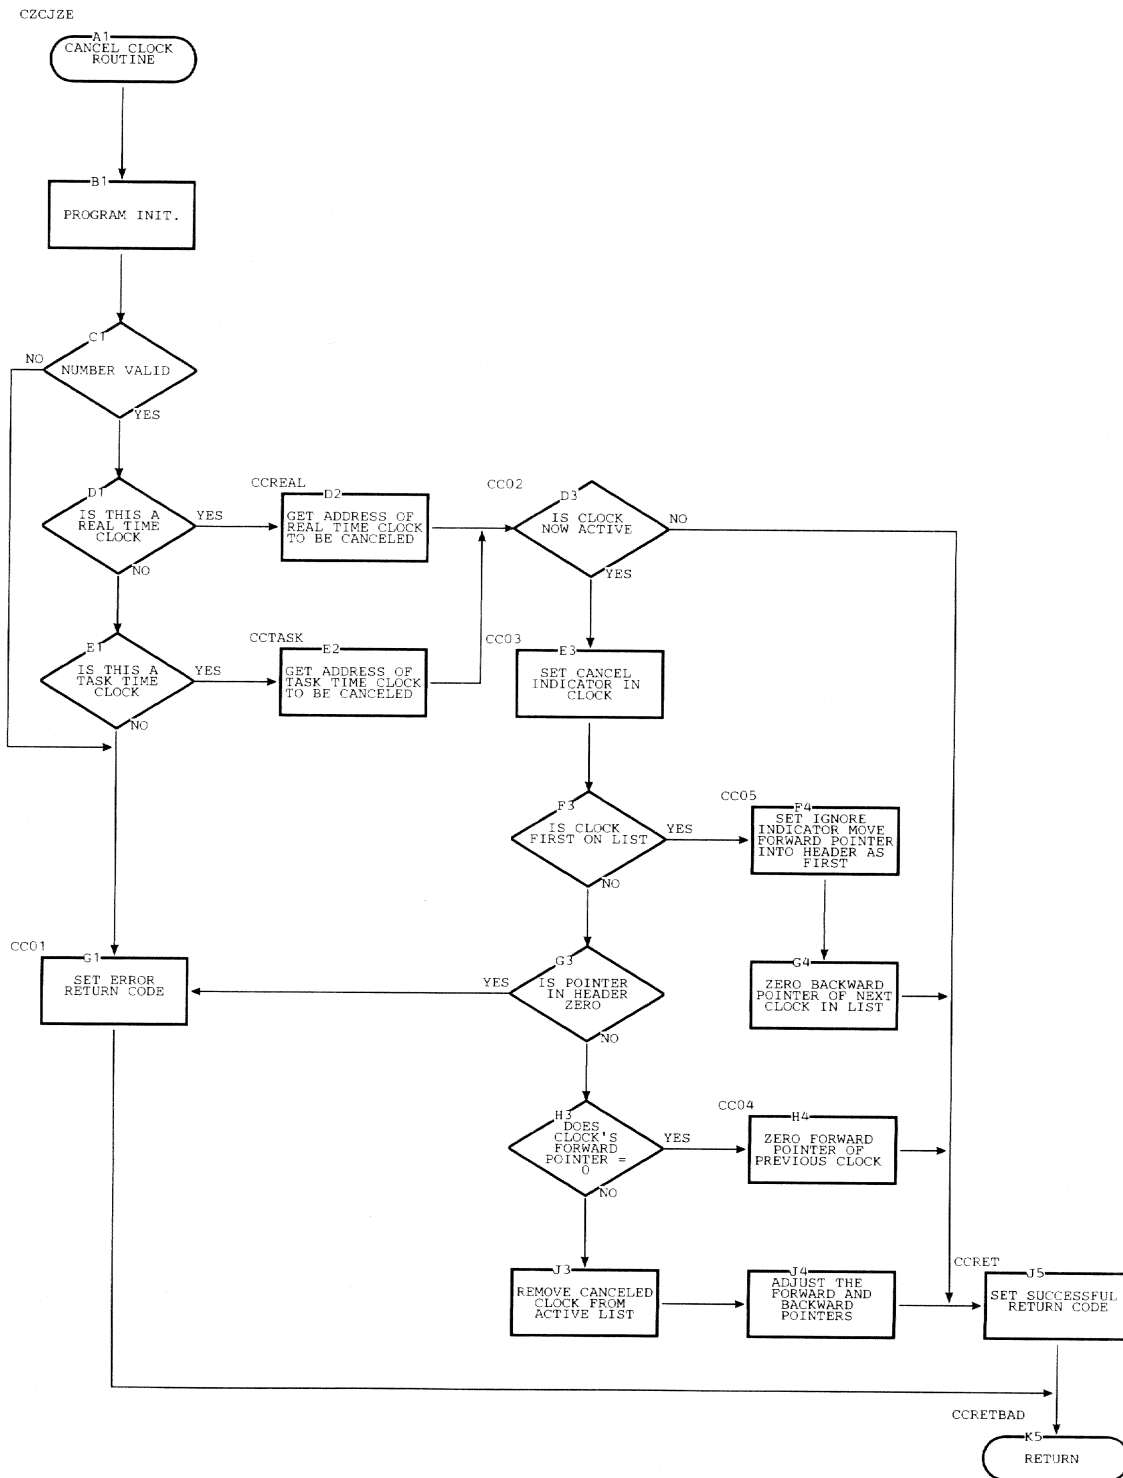 CZCJZE
A1
CANCEL CLOCK
ROUTINE
B1
PROGRAM INIT.
C1
NO
NUMBER VALID
YES
D1
IS THIS A
REAL TIME
CLOCK
YES
NO
CCREAL
D2
GET ADDRESS OF
REAL TIME CLOCK
TO BE CANCELED
CC02
D3
IS CLOCK
NOW ACTIVE
NO
YES
E1
IS THIS A
TASK TIME
CLOCK
YES
NO
CCTASK
E2
GET ADDRESS OF
TASK TIME CLOCK
TO BE CANCELED
CC03
E3
SET CANCEL
INDICATOR IN
CLOCK
F3
IS CLOCK
FIRST ON LIST
YES
NO
CC05
F4
SET IGNORE
INDICATOR MOVE
FORWARD POINTER
INTO HEADER AS
FIRST
CC01
G1
SET ERROR
RETURN CODE
YES
G3
IS POINTER
IN HEADER
ZERO
NO
G4
ZERO BACKWARD
POINTER OF NEXT
CLOCK IN LIST
H3
DOES
CLOCK'S
FORWARD
POINTER =
0
YES
NO
CC04
H4
ZERO FORWARD
POINTER OF
PREVIOUS CLOCK
J3
REMOVE CANCELED
CLOCK FROM
ACTIVE LIST
J4
ADJUST THE
FORWARD AND
BACKWARD
POINTERS
CCRET
J5
SET SUCCESSFUL
RETURN CODE
CCRETBAD
K5
RETURN